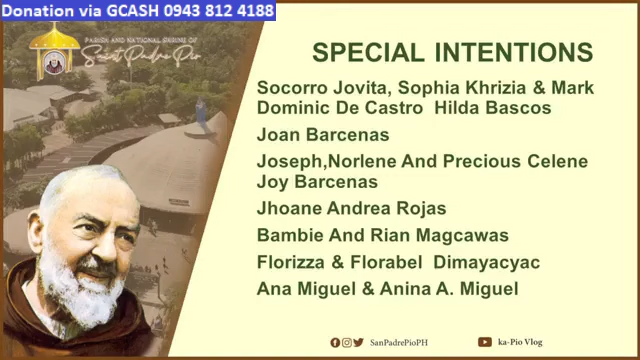 Donation via GCASH 0943 812 4188
PARISH AND NATIONAL SHRINE OF
Saint Padre Pio
SPECIAL INTENTIONS
Socorro Jovita, Sophia Khrizia & Mark
Dominic De Castro  Hilda Bascos
Joan Barcenas
Joseph,Norlene And Precious Celene
Joy Barcenas
Jhoane Andrea Rojas
Bambie And Rian Magcawas
Florizza & Florabel  Dimayacyac
Ana Miguel & Anina A. Miguel
SanPadrePioPH
ka-Pio Vlog